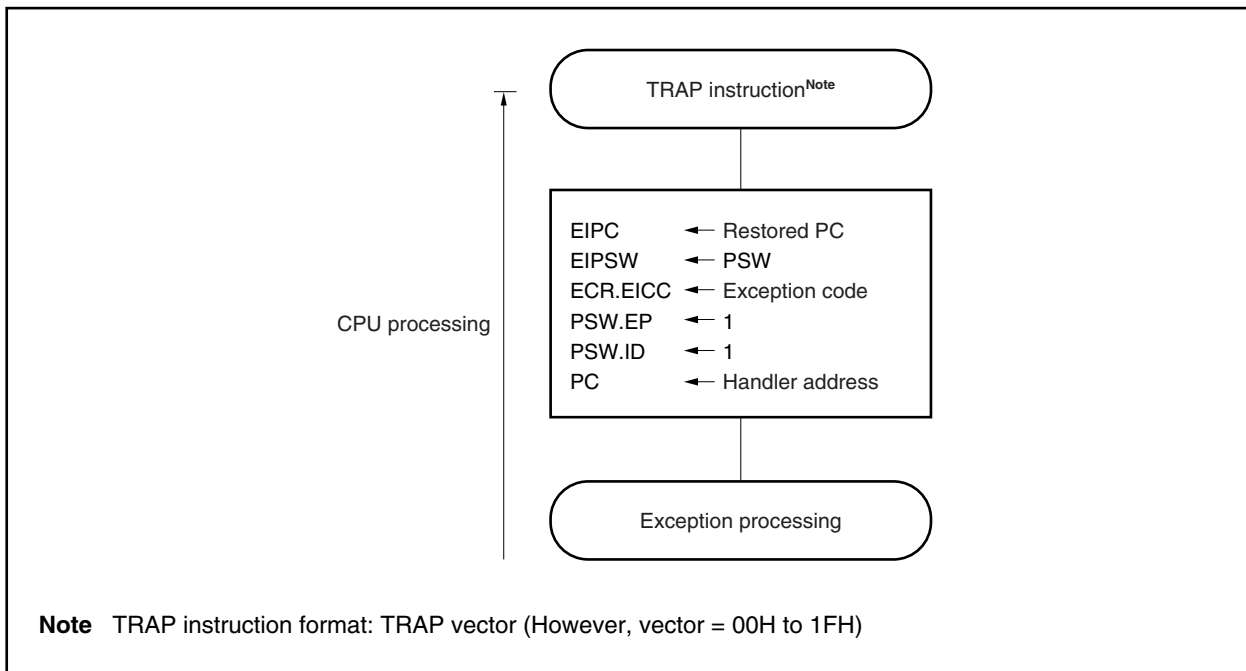 TRAP instructionNote
CPU processing
EIPC ← Restored PC
EIPSW ← PSW
ECR.EICC ← Exception code
PSW.EP ← 1
PSW.ID ← 1
PC ← Handler address
Exception processing
Note TRAP instruction format: TRAP vector (However, vector = 00H to 1FH)